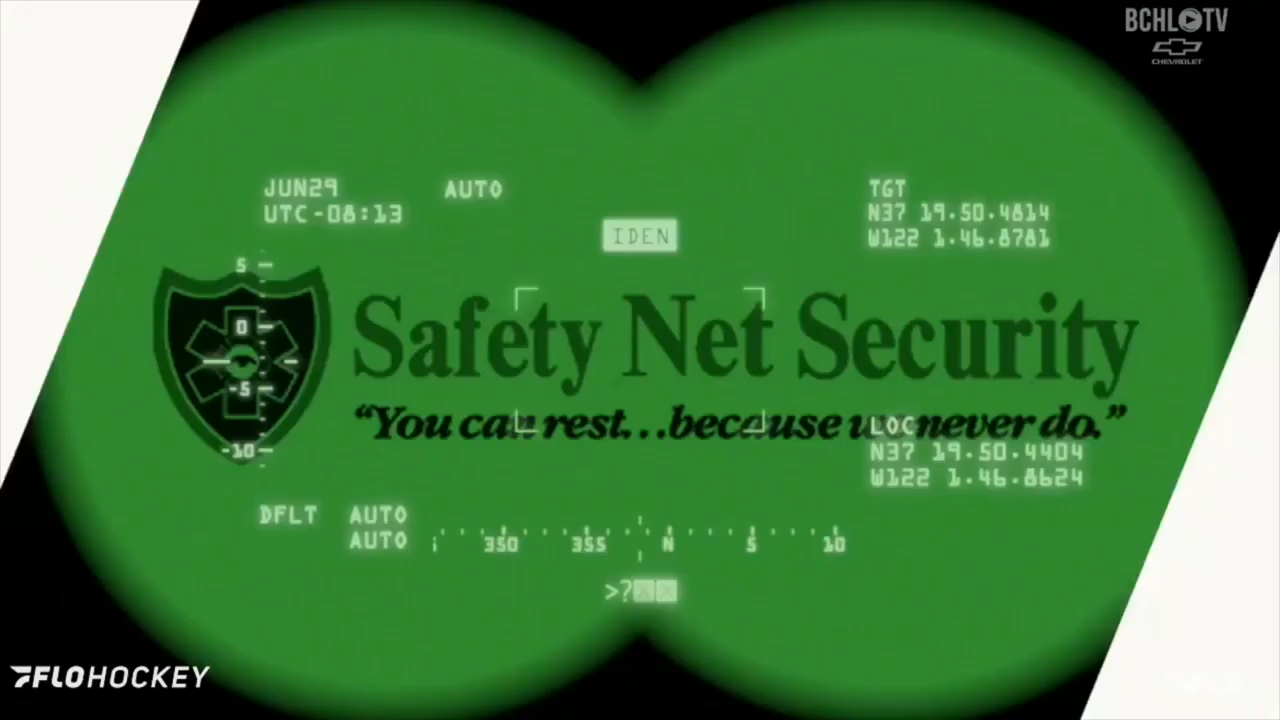 BCHL TV
CHEVROLET
JUN29
UTC-08:13
AUTO
TGT
N37 19.50.4814
W122 1.46.8781
IDEN
5
0
-5
-10
Safety Net Security
“You can rest...because we never do.”
LOC
N37 19.50.4404
W122 1.46.8624
DFLT AUTO
AUTO
350 355 N 5 10
>?
FLOHOCKEY